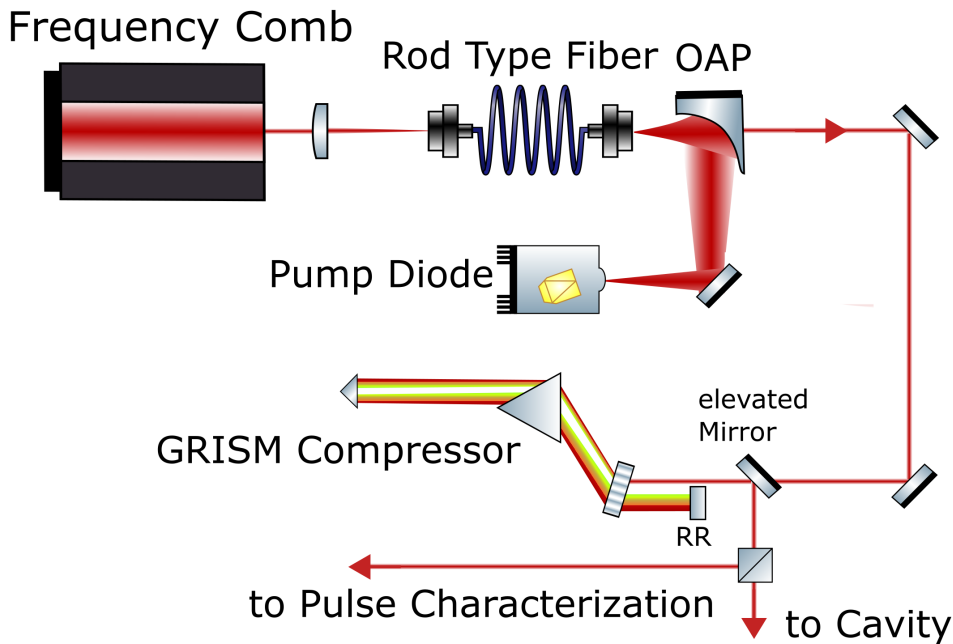 Frequency Comb
Rod Type Fiber
OAP
Pump Diode
elevated
Mirror
GRISM Compressor
RR
to Pulse Characterization
to Cavity